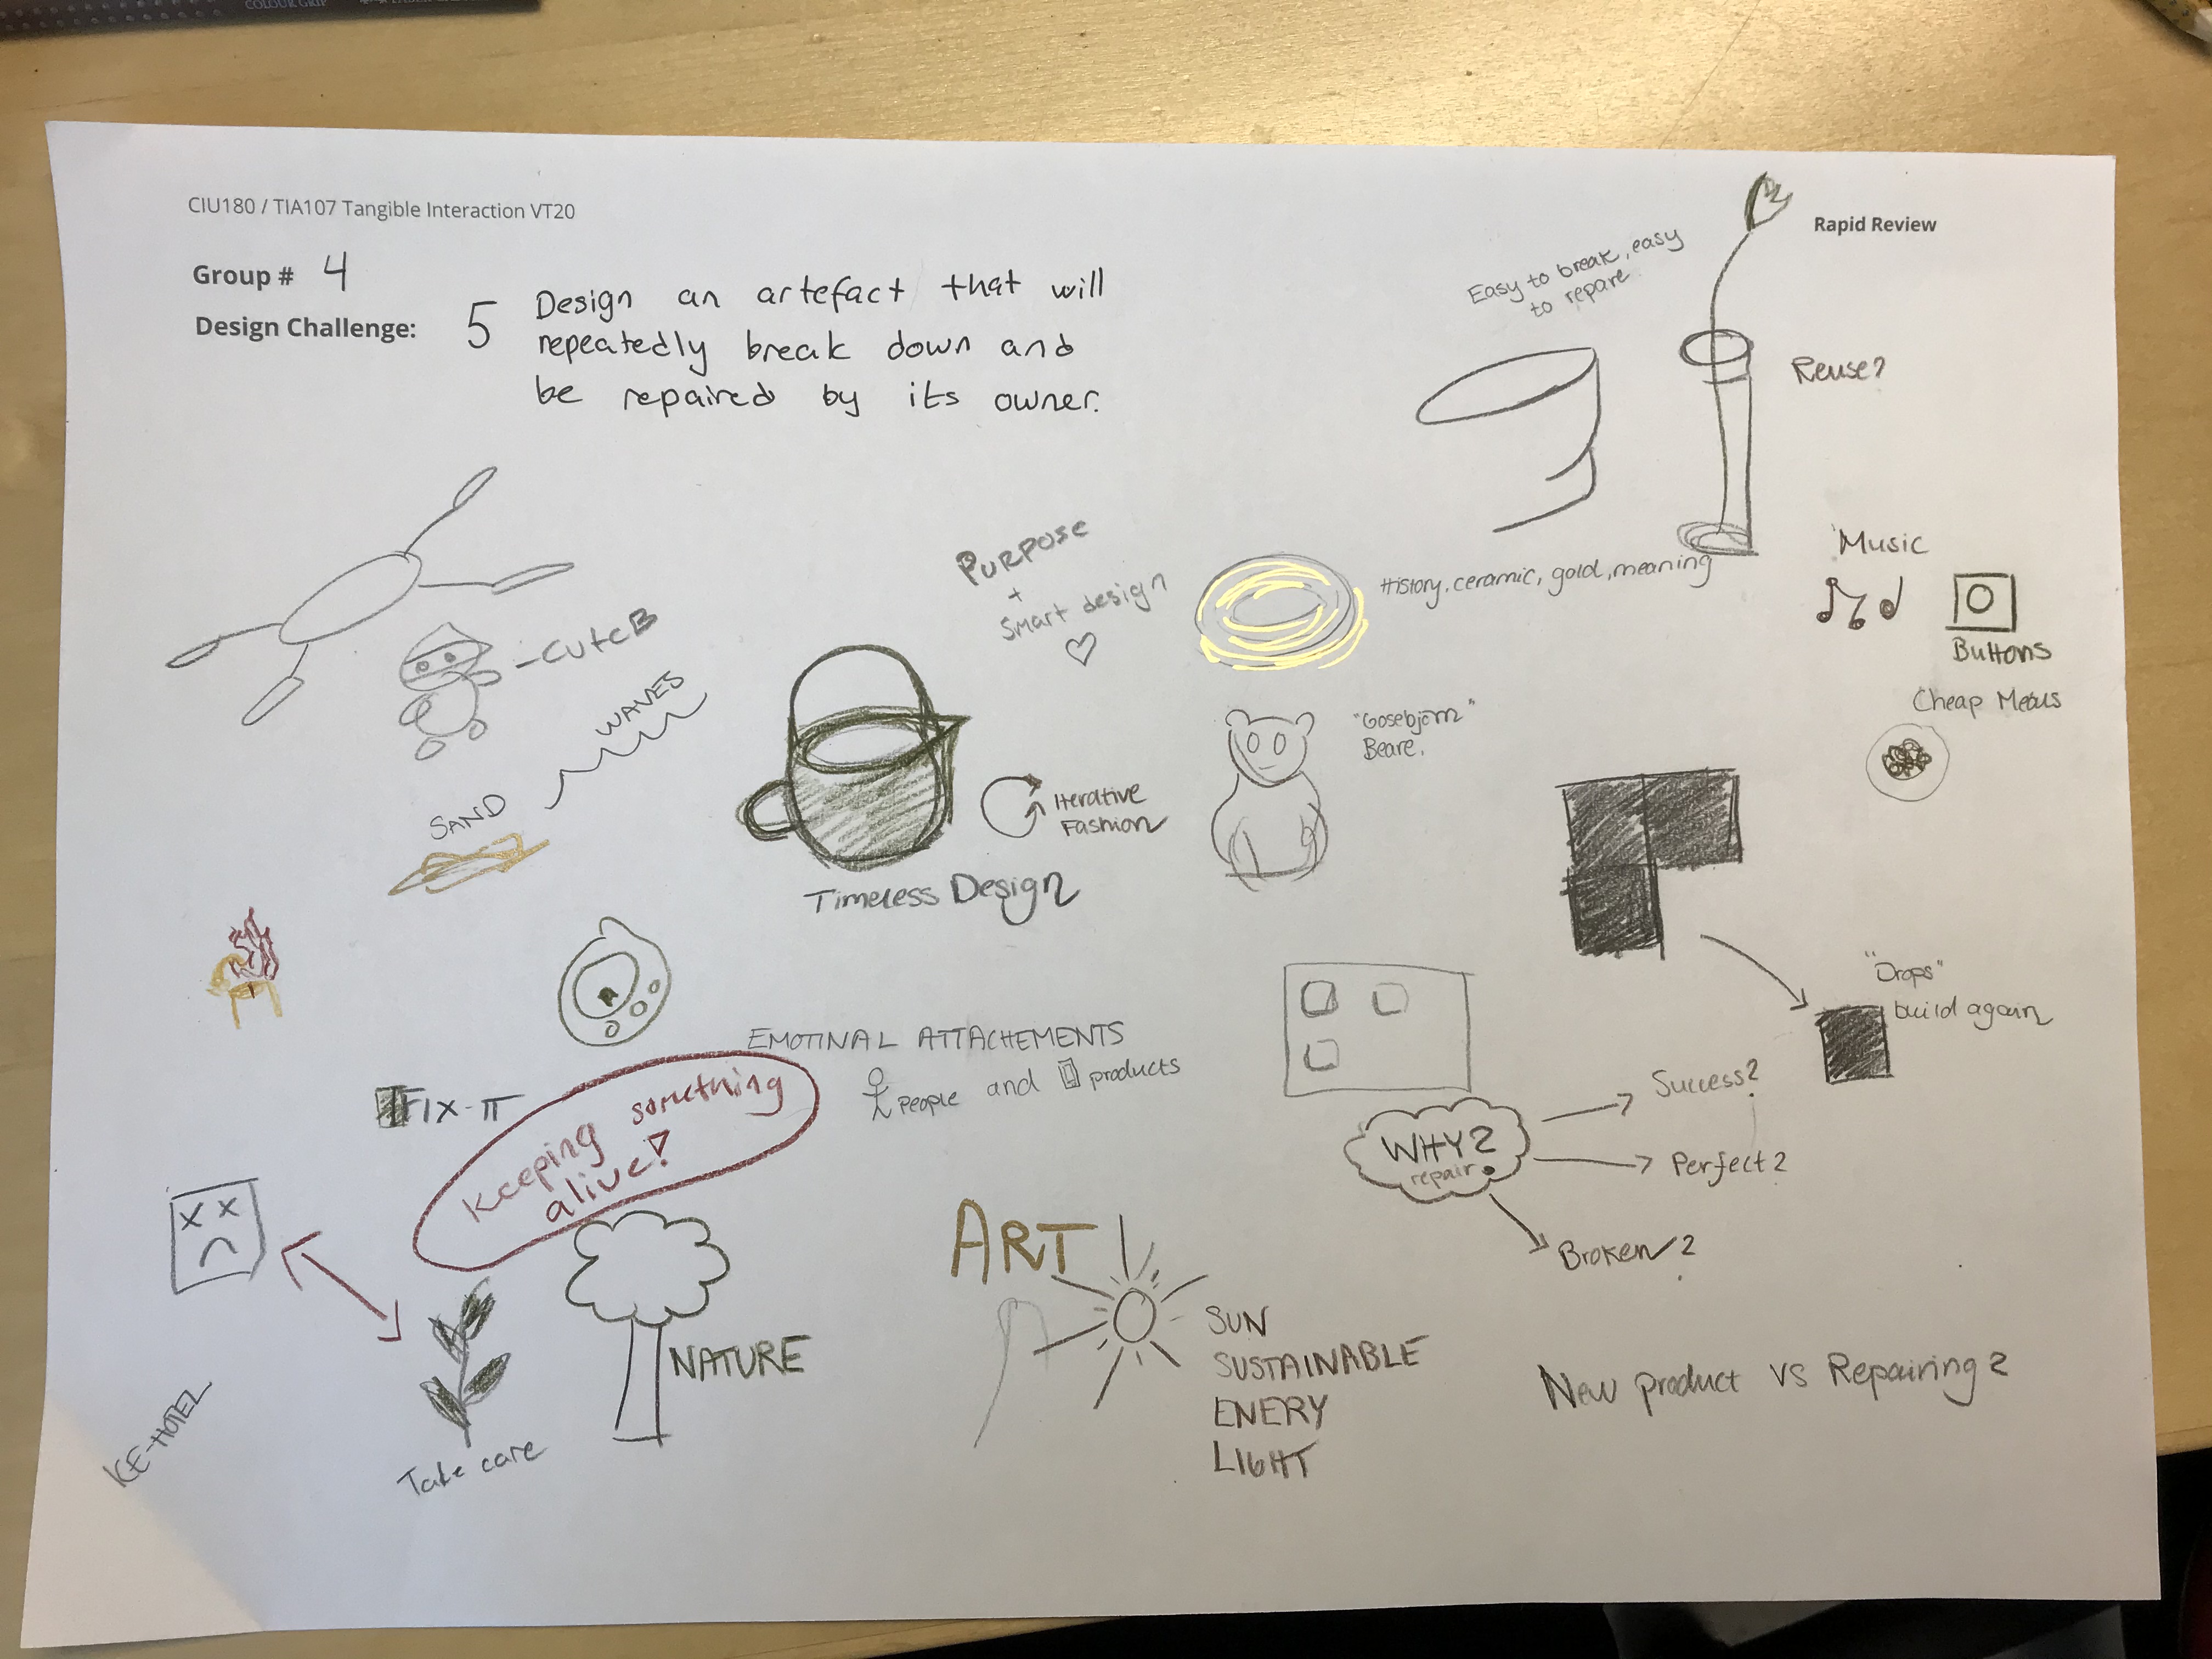 COLOUR GRIP
CIU180 / TIA107 Tangible Interaction VT20
Rapid Review
Group # 4
Design Challenge: 5
Design an artefact that will
repeatedly break down and
be repaired by its owner.
Easy to break, easy
to repare
Reuse?
PURPOSE
+
Smart design
History, ceramic, gold, meaning
Music
Buttons
Cheap Meals
-CuteB
WAVES
SAND
Iterative
Fashion
Timeless Design
"Gosebjörn"
Beare.
"Drops"
build again
EMOTINAL ATTACHEMENTS
people and products
FIX-IT
Keeping something
alive!
WHY?
repair
Success?
Perfect?
Broken?
ART
SUN
SUSTAINABLE
ENERY
LIGHT
NATURE
Take care
ICE-HOTEL
New product vs Repairing?